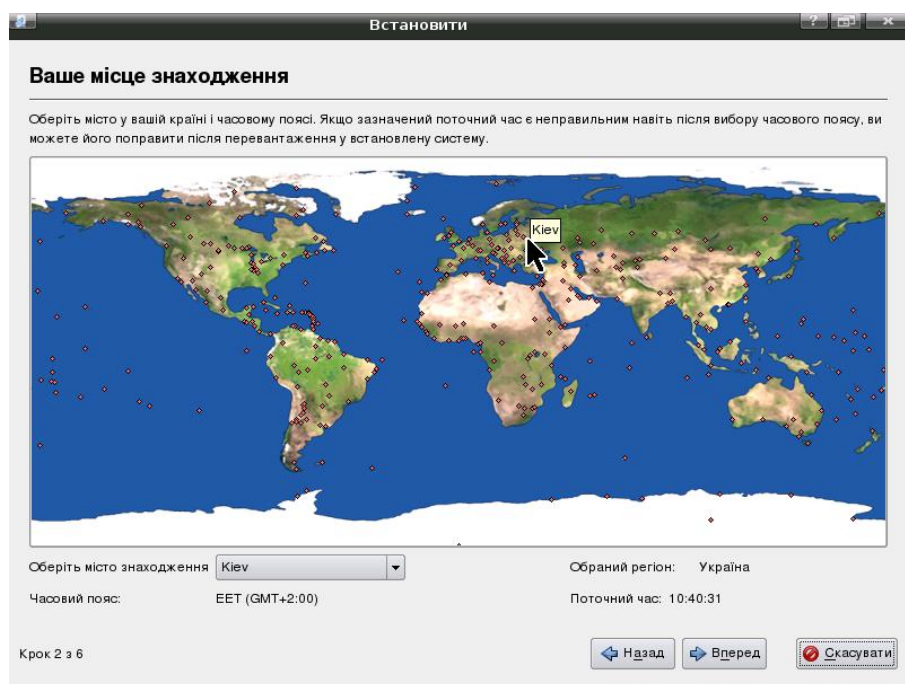 Встановити
Ваше місце знаходження
Оберіть місто у вашій країні і часовому поясі. Якщо зазначений поточний час є неправильним навіть після вибору часового поясу, ви
можете його поправити після перевантаження у встановлену систему.
Kiev
Оберіть місто знаходження Kiev Обраний регіон: Україна
Часовий пояс: EET (GMT+2:00) Поточний час: 10:40:31
Крок 2 з 6 Назад Вперед Скасувати